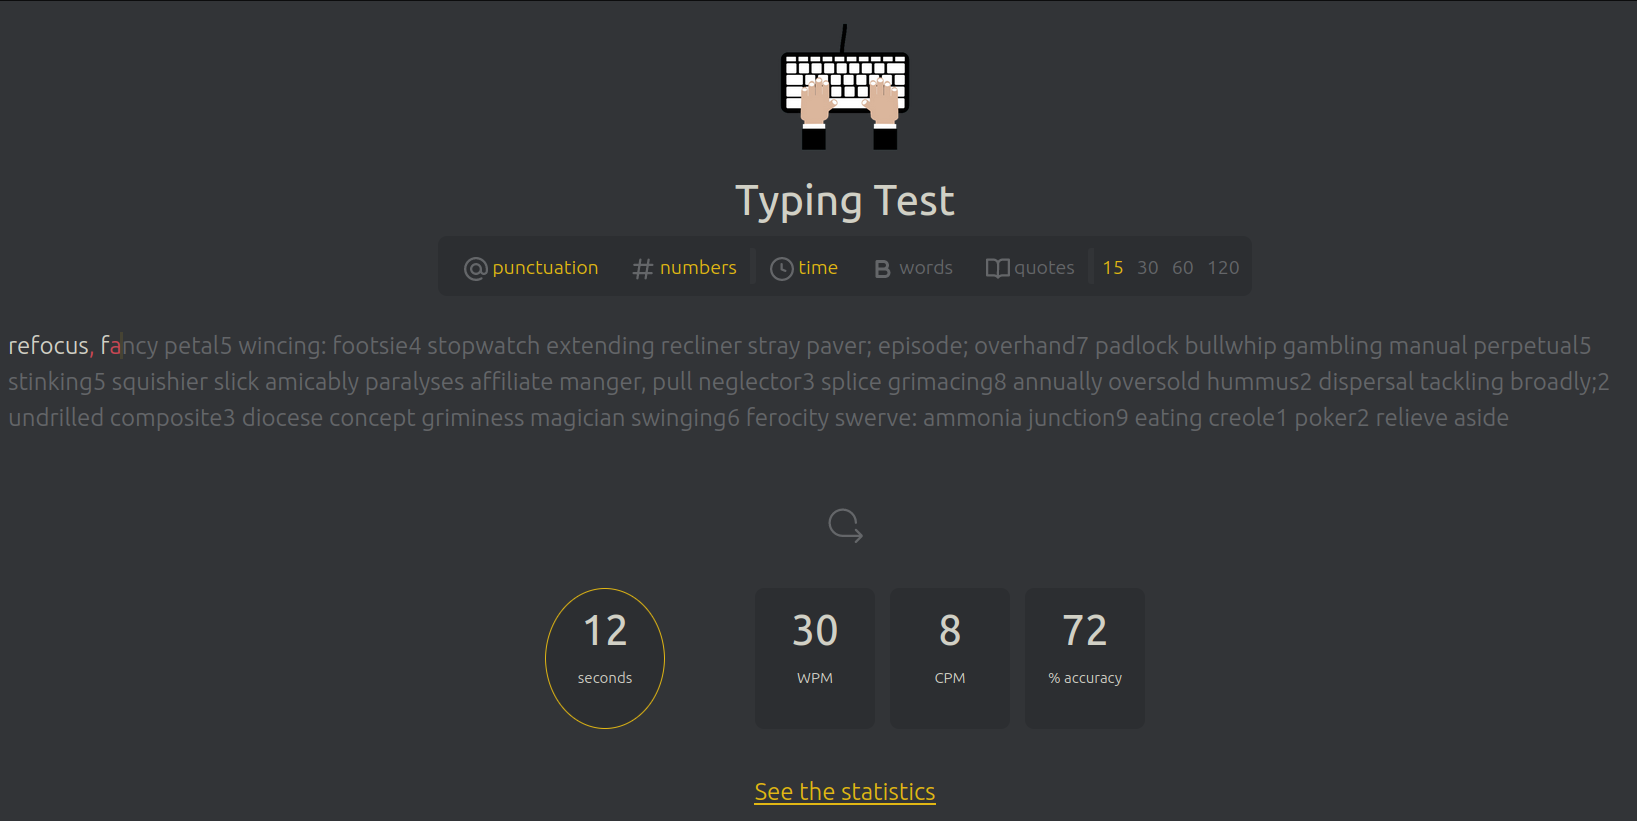 Typing Test
punctuation numbers time words quotes 15 30 60 120
refocus, fancy petal5 wincing: footsie4 stopwatch extending recliner stray paver; episode; overhand7 padlock bullwhip gambling manual perpetual5
stinking5 squishier slick amicably paralyses affiliate manger, pull neglector3 splice grimacing8 annually oversold hummus2 dispersal tackling broadly;2
undrilled composite3 diocese concept griminess magician swinging6 ferocity swerve: ammonia junction9 eating creole1 poker2 relieve aside
12 30 8 72
seconds WPM CPM % accuracy
See the statistics